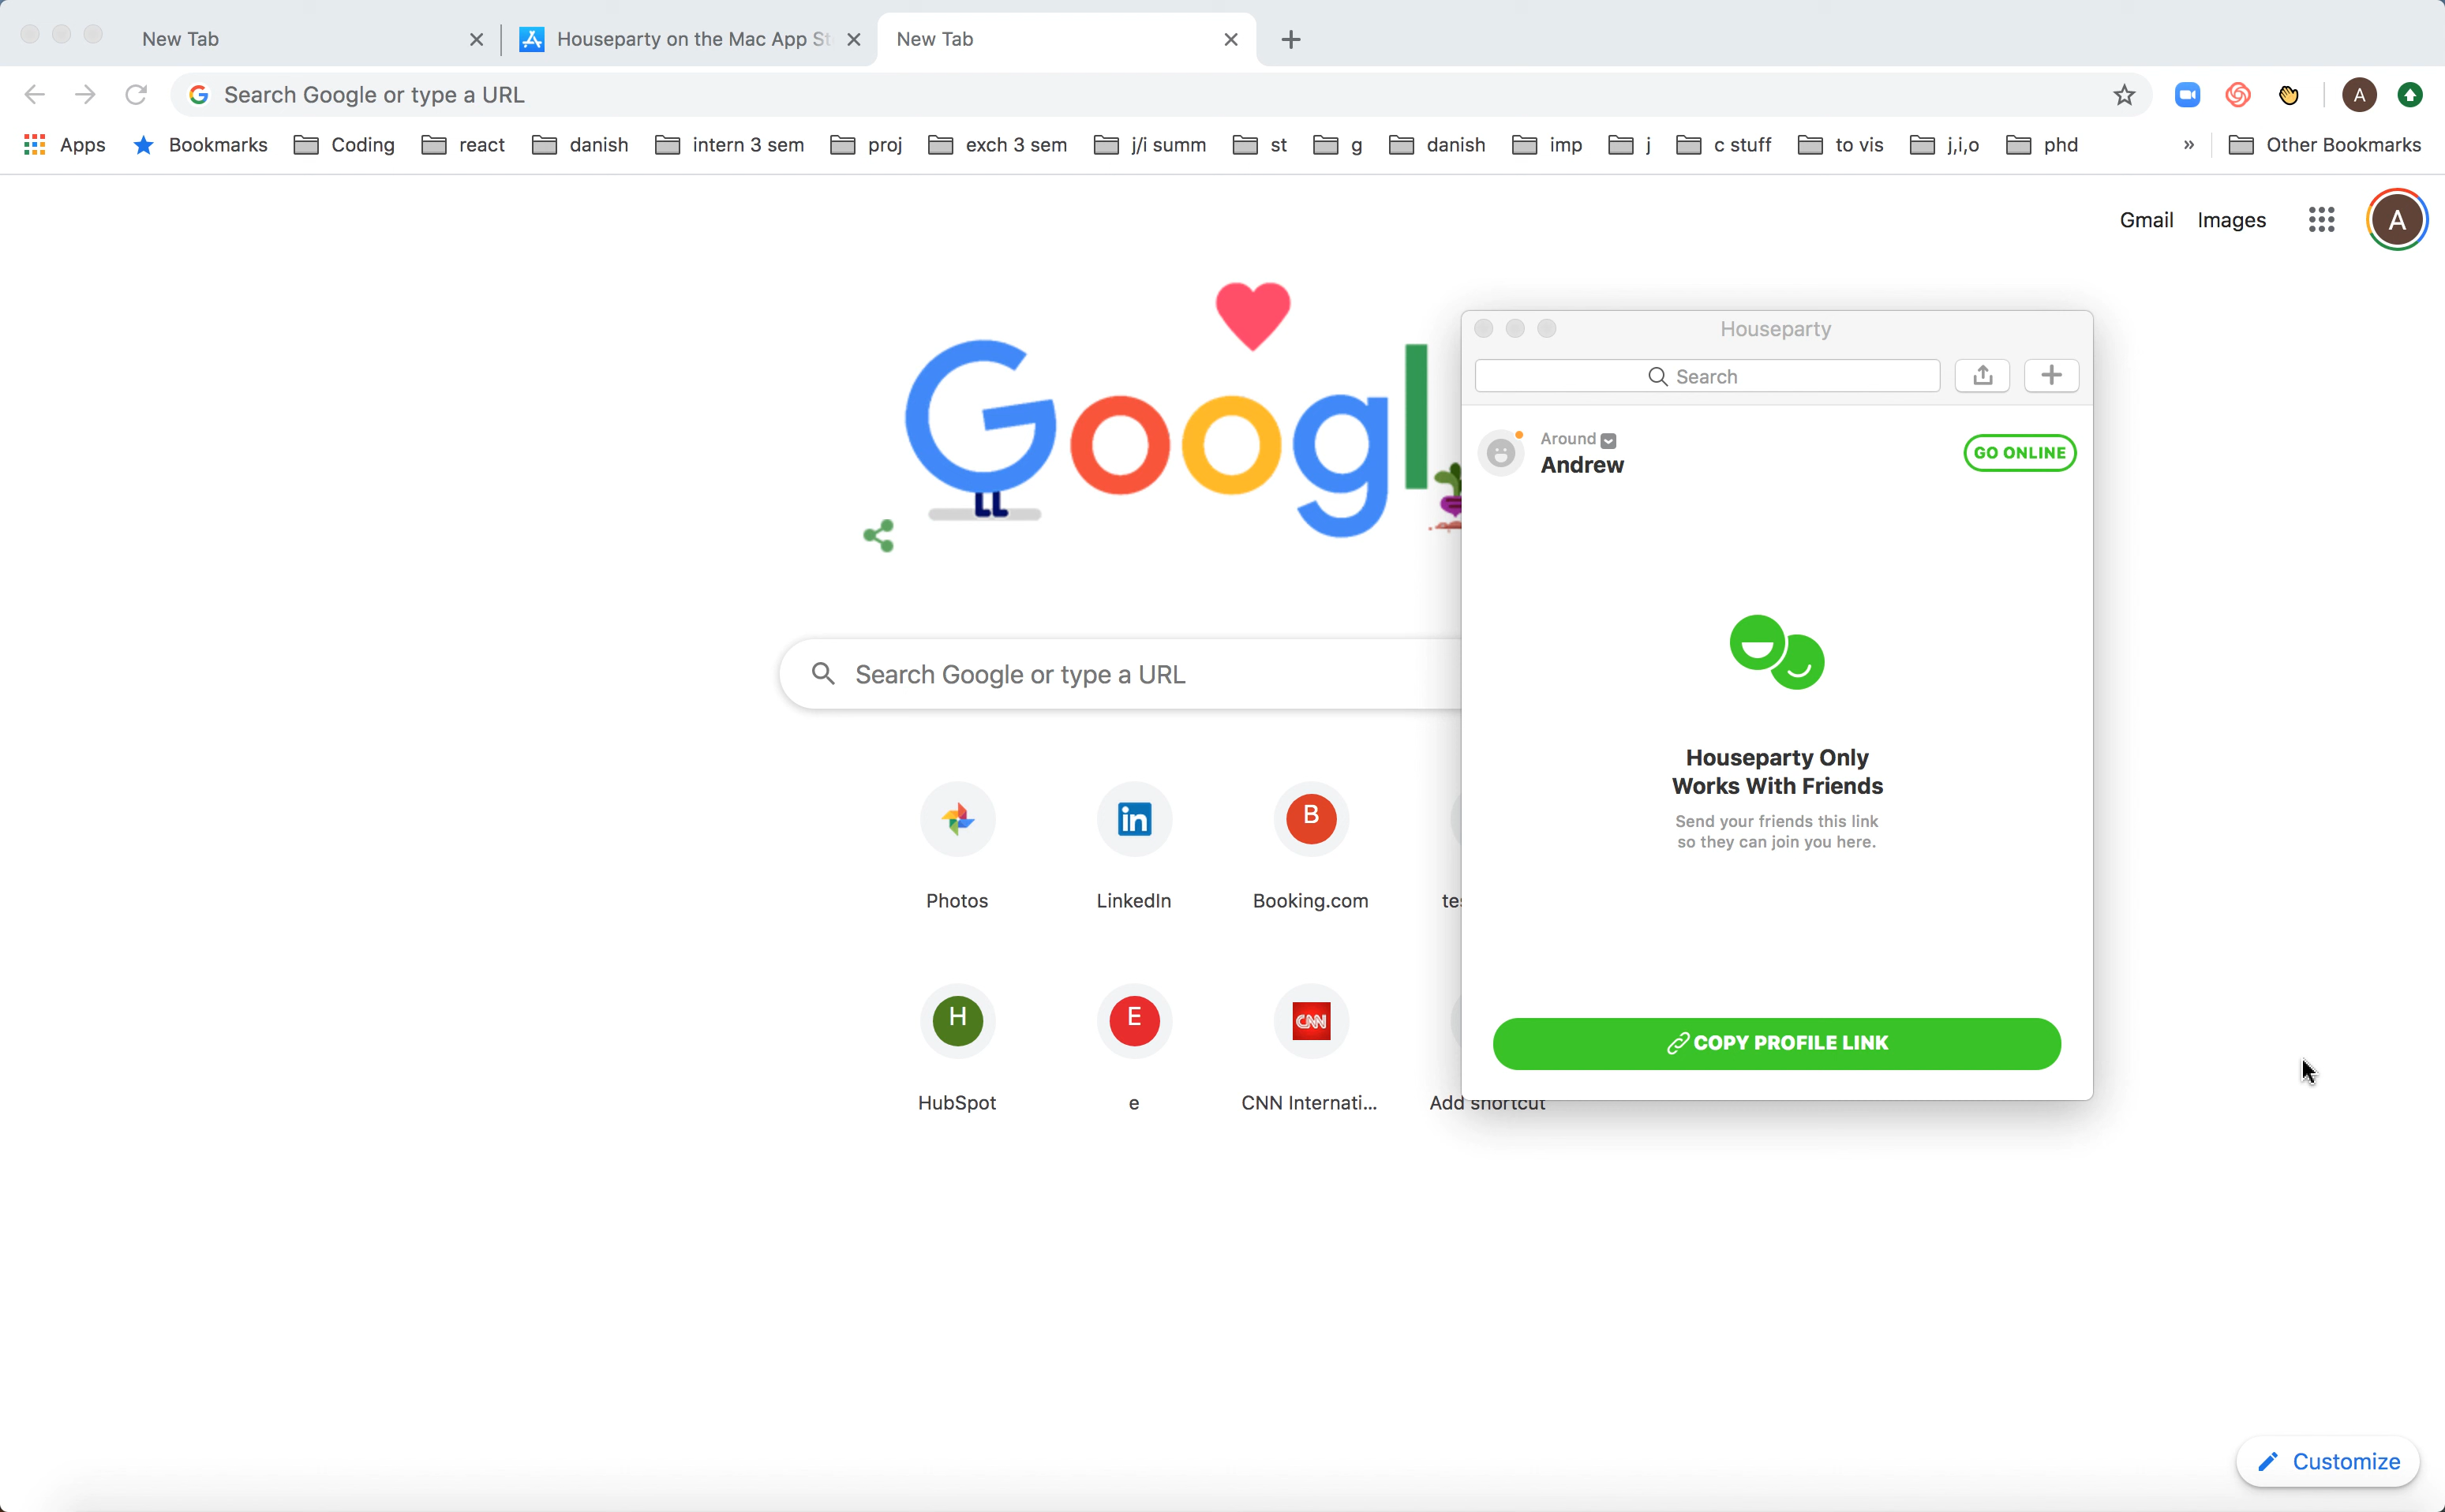 New Tab
Houseparty on the Mac App St
New Tab
Search Google or type a URL
A
Apps
Bookmarks
Coding
react
danish
intern 3 sem
proj
exch 3 sem
j/i summ
st
g
danish
imp
j
c stuff
to vis
j,i,o
phd
»
Other Bookmarks
Gmail
Images
A
Googl
Search Google or type a URL
Photos
LinkedIn
in
B
Booking.com
H
HubSpot
E
e
CNN
CNN Internati...
Add shortcut
Houseparty
Search
Around
Andrew
GO ONLINE
Houseparty Only
Works With Friends
Send your friends this link
so they can join you here.
COPY PROFILE LINK
Customize